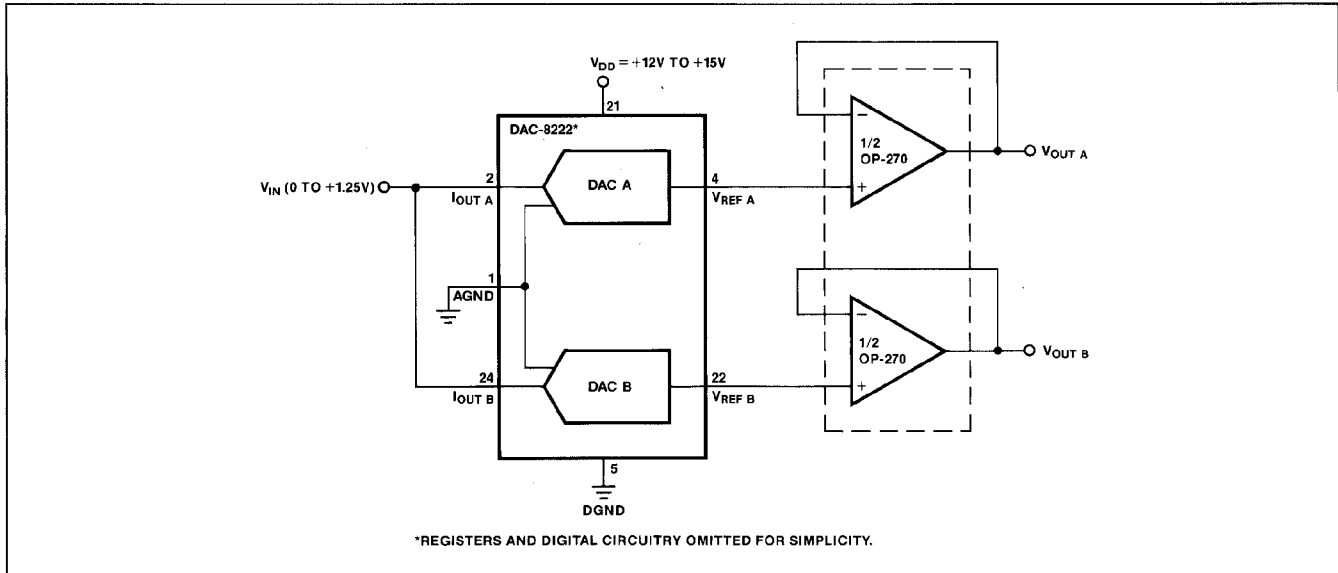 V_DD = +12V TO +15V
21
DAC-8222*
V_IN (0 TO +1.25V)
2
I_OUT A
DAC A
4
V_REF A
1
AGND
24
I_OUT B
DAC B
22
V_REF B
5
DGND
−
1/2
OP-270
+
V_OUT A
−
1/2
OP-270
+
V_OUT B
*REGISTERS AND DIGITAL CIRCUITRY OMITTED FOR SIMPLICITY.